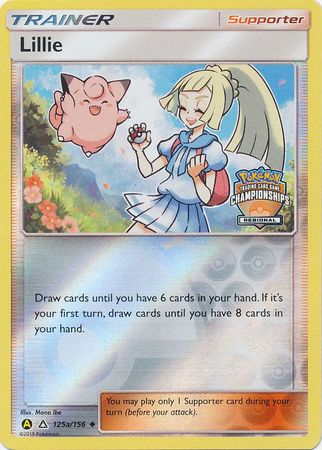 TRAINER
Supporter
Lillie
Pokémon
TRADING CARD GAME
CHAMPIONSHIPS
REGIONAL
Draw cards until you have 6 cards in your hand. If it's
your first turn, draw cards until you have 8 cards in
your hand.
Illus. Mana Ibe
A 125a/156
©2019 Pokémon
You may play only 1 Supporter card during your
turn (before your attack).